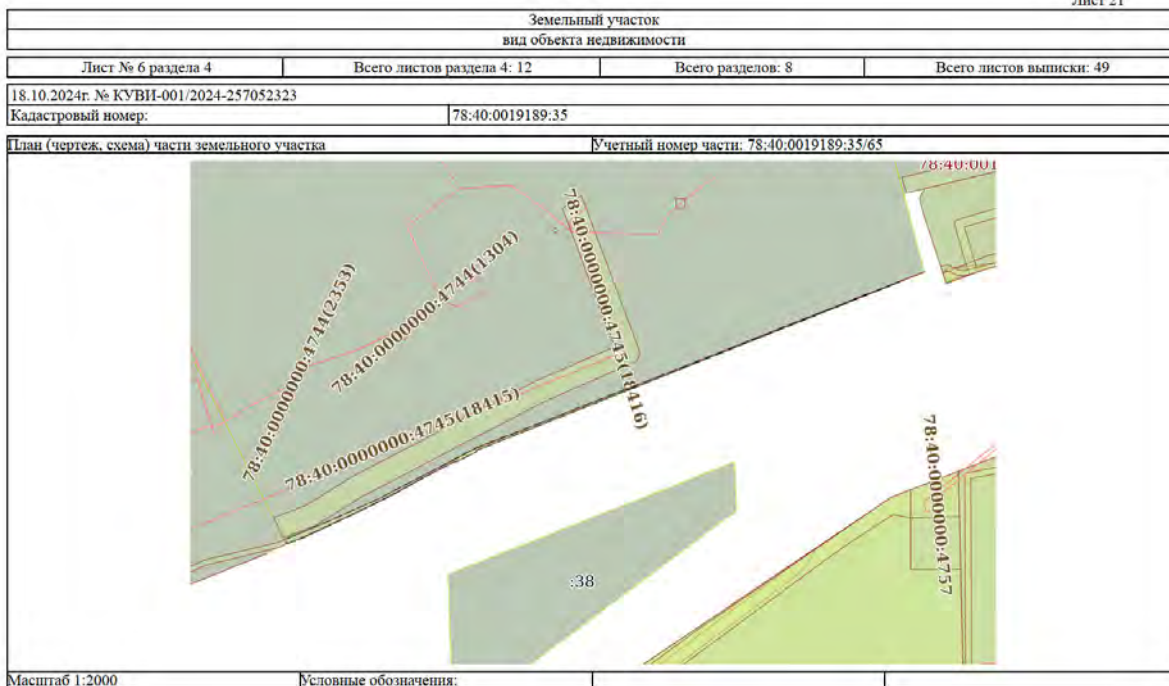 Лист 21
Земельный участок
вид объекта недвижимости
Лист № 6 раздела 4 Всего листов раздела 4: 12 Всего разделов: 8 Всего листов выписки: 49
18.10.2024г. № КУВИ-001/2024-257052323
Кадастровый номер: 78:40:0019189:35
План (чертеж, схема) части земельного участка Учетный номер части: 78:40:0019189:35/65
78:40:001
78:40:0000000:4744(2353)
78:40:0000000:4744(1304)
78:40:0000000:4745(18416)
78:40:0000000:4745(18415)
78:40:0000000:4757
:38
Масштаб 1:2000 Условные обозначения: